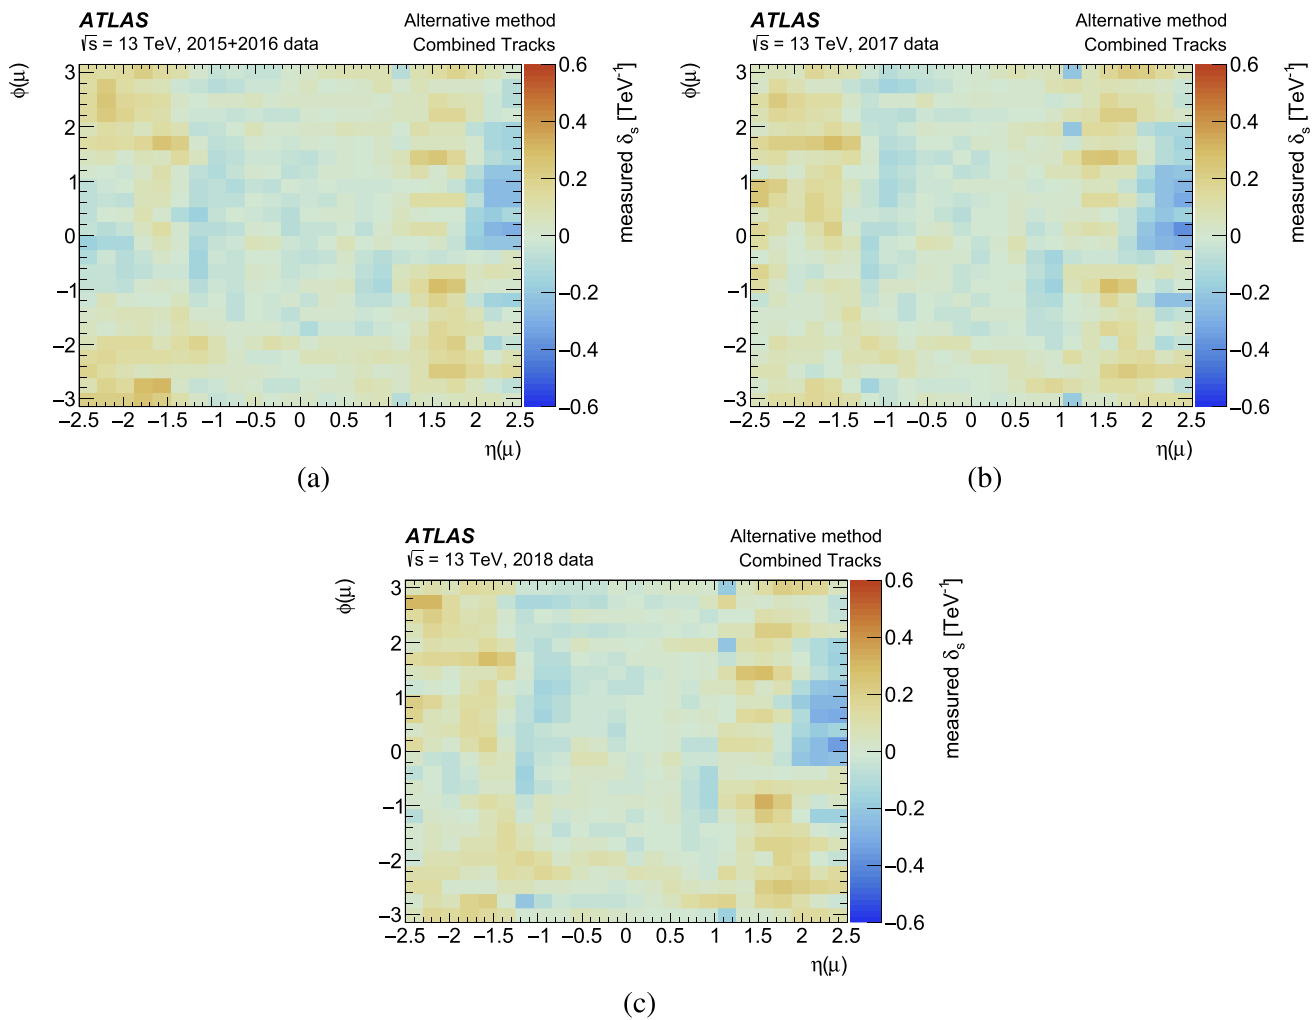 ATLAS Alternative method
√s = 13 TeV, 2015+2016 data Combined Tracks
ϕ(μ)
3
2
1
0
−1
−2
−3
−2.5 −2 −1.5 −1 −0.5 0 0.5 1 1.5 2 2.5
η(μ)
0.6
0.4
0.2
0
−0.2
−0.4
−0.6
measured δs [TeV-1]
(a)
ATLAS Alternative method
√s = 13 TeV, 2017 data Combined Tracks
ϕ(μ)
3
2
1
0
−1
−2
−3
−2.5 −2 −1.5 −1 −0.5 0 0.5 1 1.5 2 2.5
η(μ)
0.6
0.4
0.2
0
−0.2
−0.4
−0.6
measured δs [TeV-1]
(b)
ATLAS Alternative method
√s = 13 TeV, 2018 data Combined Tracks
ϕ(μ)
3
2
1
0
−1
−2
−3
−2.5 −2 −1.5 −1 −0.5 0 0.5 1 1.5 2 2.5
η(μ)
0.6
0.4
0.2
0
−0.2
−0.4
−0.6
measured δs [TeV-1]
(c)